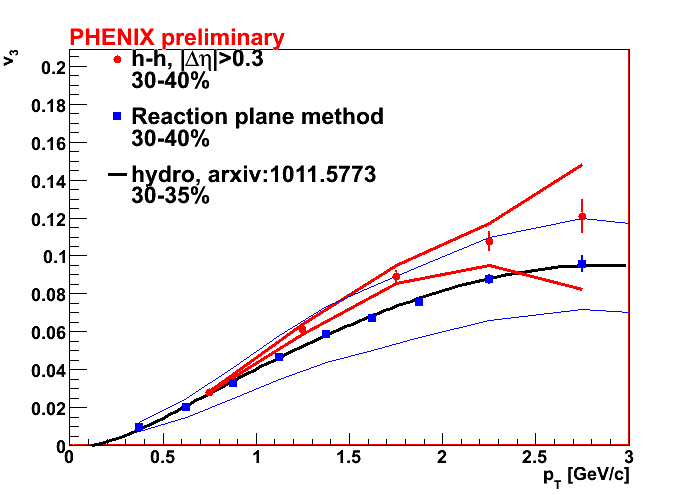 PHENIX preliminary
v3
h-h, |Δη|>0.3
30-40%
Reaction plane method
30-40%
hydro, arxiv:1011.5773
30-35%
0.2
0.18
0.16
0.14
0.12
0.1
0.08
0.06
0.04
0.02
0
0 0.5 1 1.5 2 2.5 3
pT [GeV/c]